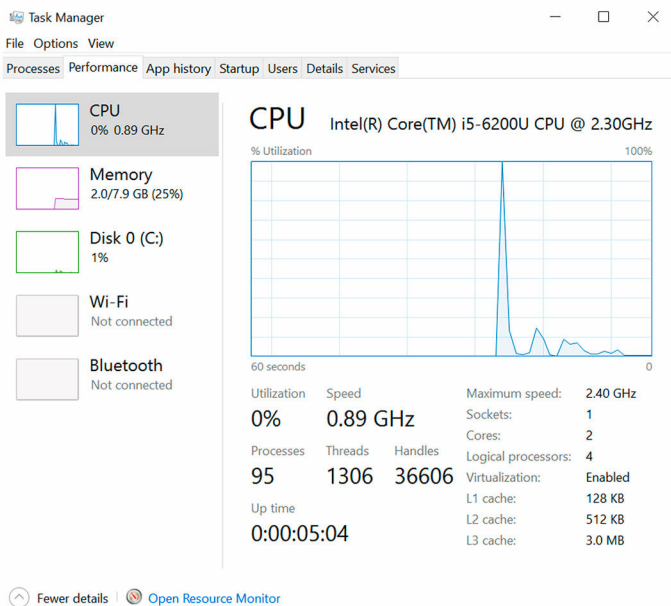 Task Manager
File Options View
Processes Performance App history Startup Users Details Services
CPU
0% 0.89 GHz
Memory
2.0/7.9 GB (25%)
Disk 0 (C:)
1%
Wi-Fi
Not connected
Bluetooth
Not connected
CPU Intel(R) Core(TM) i5-6200U CPU @ 2.30GHz
% Utilization 100%
60 seconds 0
Utilization Speed
0% 0.89 GHz
Processes Threads Handles
95 1306 36606
Up time
0:00:05:04
Maximum speed: 2.40 GHz
Sockets: 1
Cores: 2
Logical processors: 4
Virtualization: Enabled
L1 cache: 128 KB
L2 cache: 512 KB
L3 cache: 3.0 MB
Fewer details Open Resource Monitor